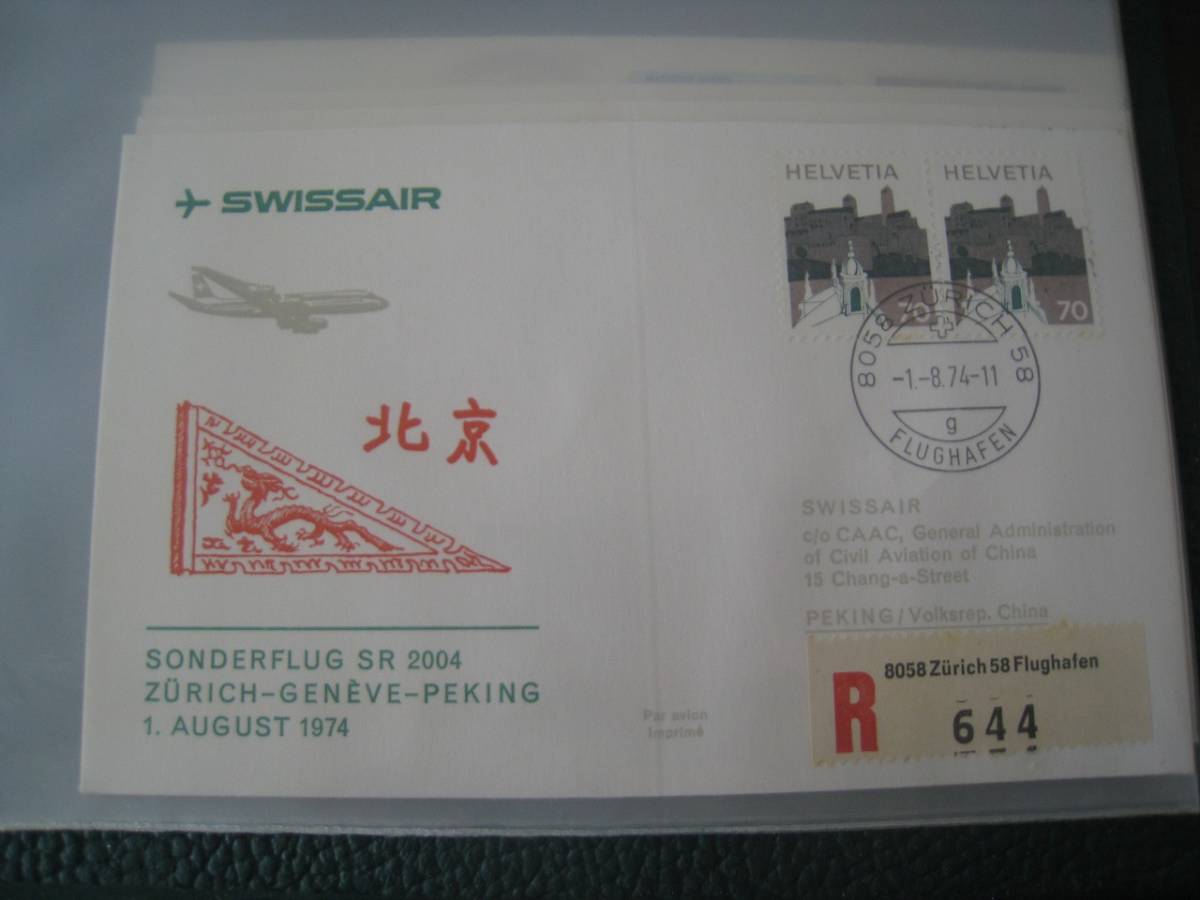 SWISSAIR
北京
SONDERFLUG SR 2004
ZÜRICH–GENÈVE–PEKING
1. AUGUST 1974
HELVETIA
70
HELVETIA
70
8058 ZÜRICH 58
-1.-8.74-11
g
FLUGHAFEN
SWISSAIR
c/o CAAC, General Administration
of Civil Aviation of China
15 Chang-a-Street
PEKING/Volksrep. China
Par avion
Imprimé
R
8058 Zürich 58 Flughafen
644